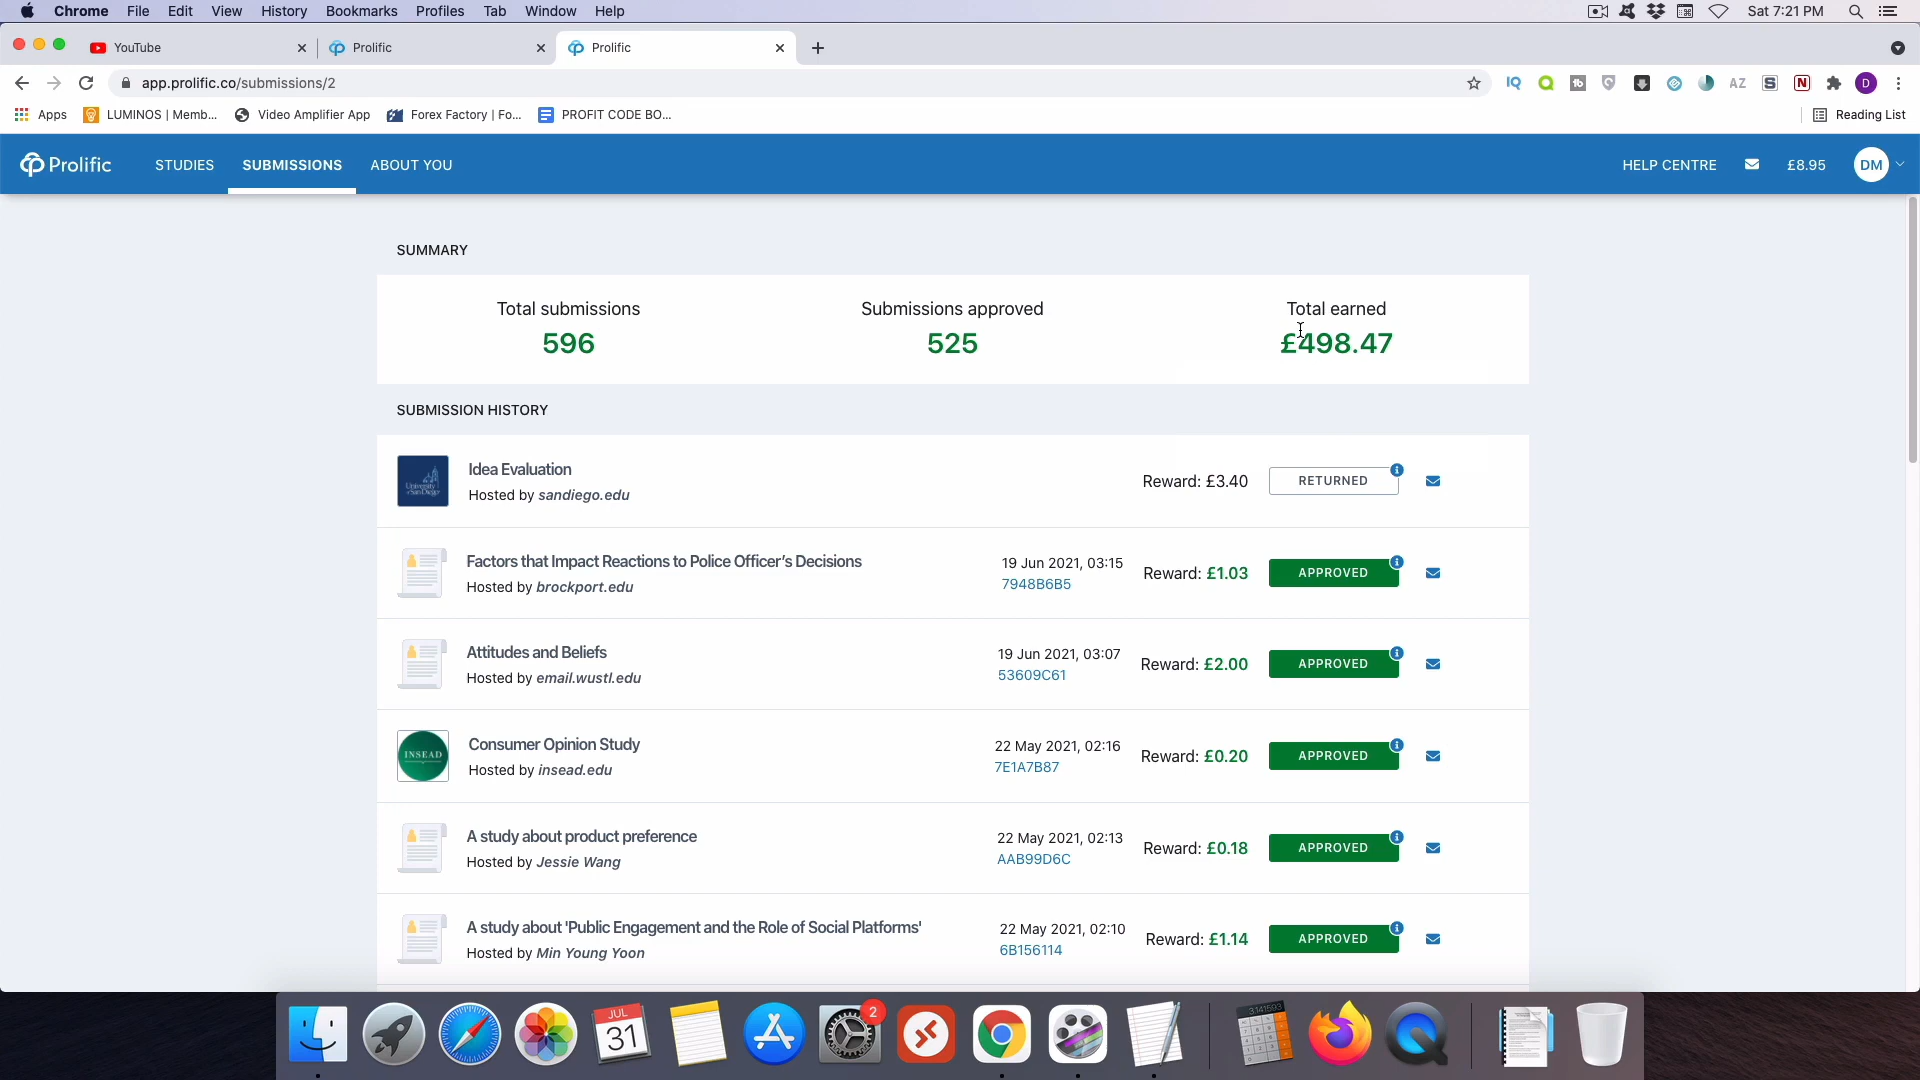 Chrome File Edit View History Bookmarks Profiles Tab Window Help
Sat 7:21 PM
YouTube
Prolific
Prolific
app.prolific.co/submissions/2
IQ
tb
AZ
S
N
D
Apps
LUMINOS | Memb...
Video Amplifier App
Forex Factory | Fo...
PROFIT CODE BO...
Reading List
Prolific
STUDIES
SUBMISSIONS
ABOUT YOU
HELP CENTRE
£8.95
DM
SUMMARY
Total submissions
596
Submissions approved
525
Total earned
£498.47
SUBMISSION HISTORY
University of San Diego
Idea Evaluation
Hosted by sandiego.edu
Reward: £3.40
RETURNED
Factors that Impact Reactions to Police Officer’s Decisions
Hosted by brockport.edu
19 Jun 2021, 03:15
7948B6B5
Reward: £1.03
APPROVED
Attitudes and Beliefs
Hosted by email.wustl.edu
19 Jun 2021, 03:07
53609C61
Reward: £2.00
APPROVED
INSEAD
Consumer Opinion Study
Hosted by insead.edu
22 May 2021, 02:16
7E1A7B87
Reward: £0.20
APPROVED
A study about product preference
Hosted by Jessie Wang
22 May 2021, 02:13
AAB99D6C
Reward: £0.18
APPROVED
A study about 'Public Engagement and the Role of Social Platforms'
Hosted by Min Young Yoon
22 May 2021, 02:10
6B156114
Reward: £1.14
APPROVED
JUL
31
2